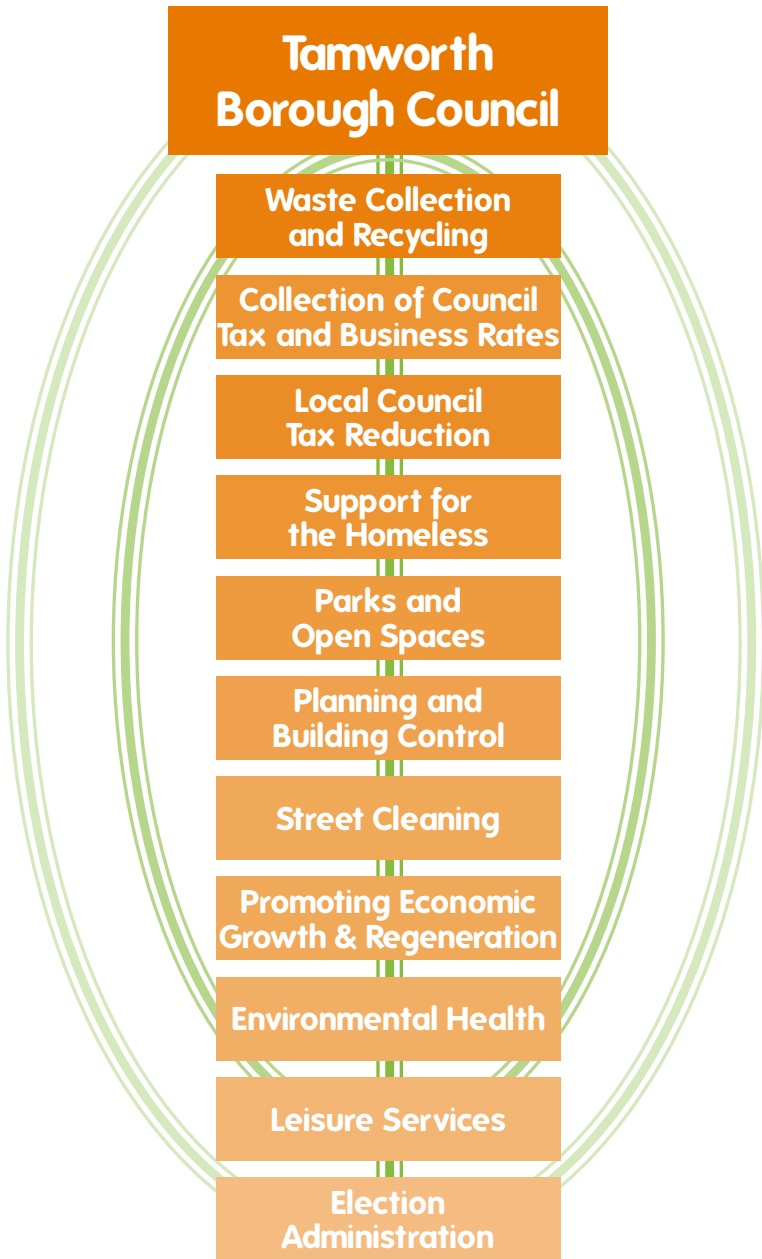 Tamworth
Borough Council
Waste Collection
and Recycling
Collection of Council
Tax and Business Rates
Local Council
Tax Reduction
Support for
the Homeless
Parks and
Open Spaces
Planning and
Building Control
Street Cleaning
Promoting Economic
Growth & Regeneration
Environmental Health
Leisure Services
Election
Administration